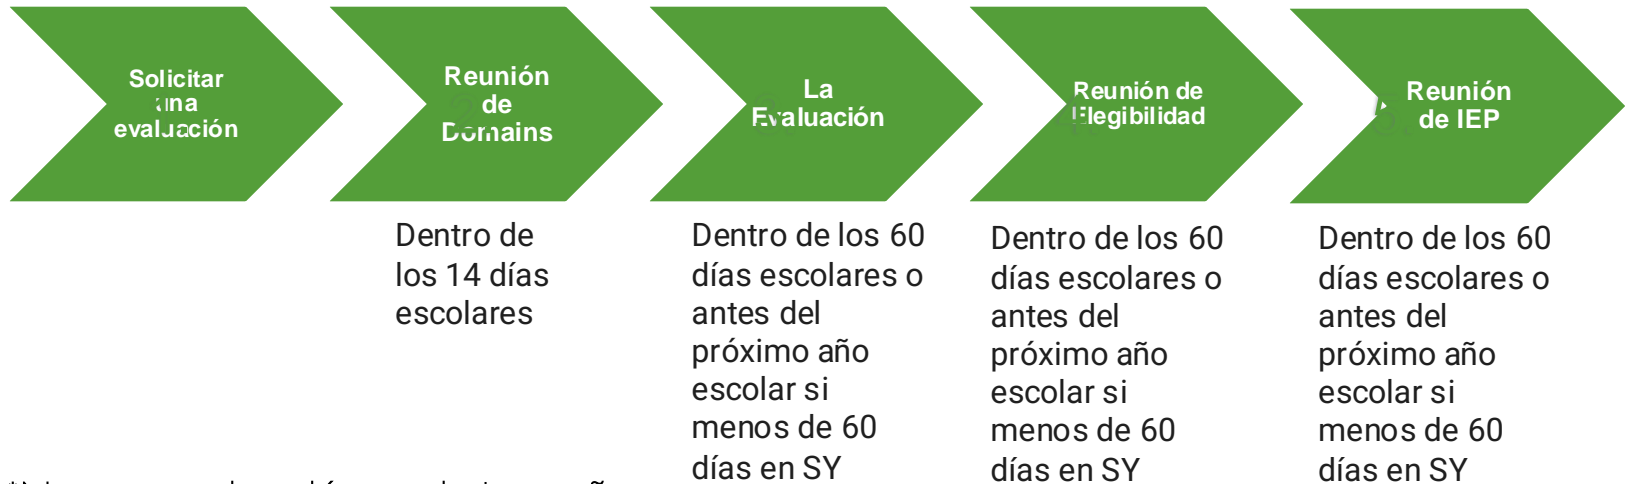 Solicitar
una
evaluación
2.
Reunión
de
Domains
3.
La
Evaluación
Reunión de
Elegibilidad
5.
Reunión
de IEP
Dentro de
los 14 días
escolares
Dentro de los 60
días escolares o
antes del
próximo año
escolar si
menos de 60
días en SY
Dentro de los 60
días escolares o
antes del
próximo año
escolar si
menos de 60
días en SY
Dentro de los 60
días escolares o
antes del
próximo año
escolar si
menos de 60
días en SY